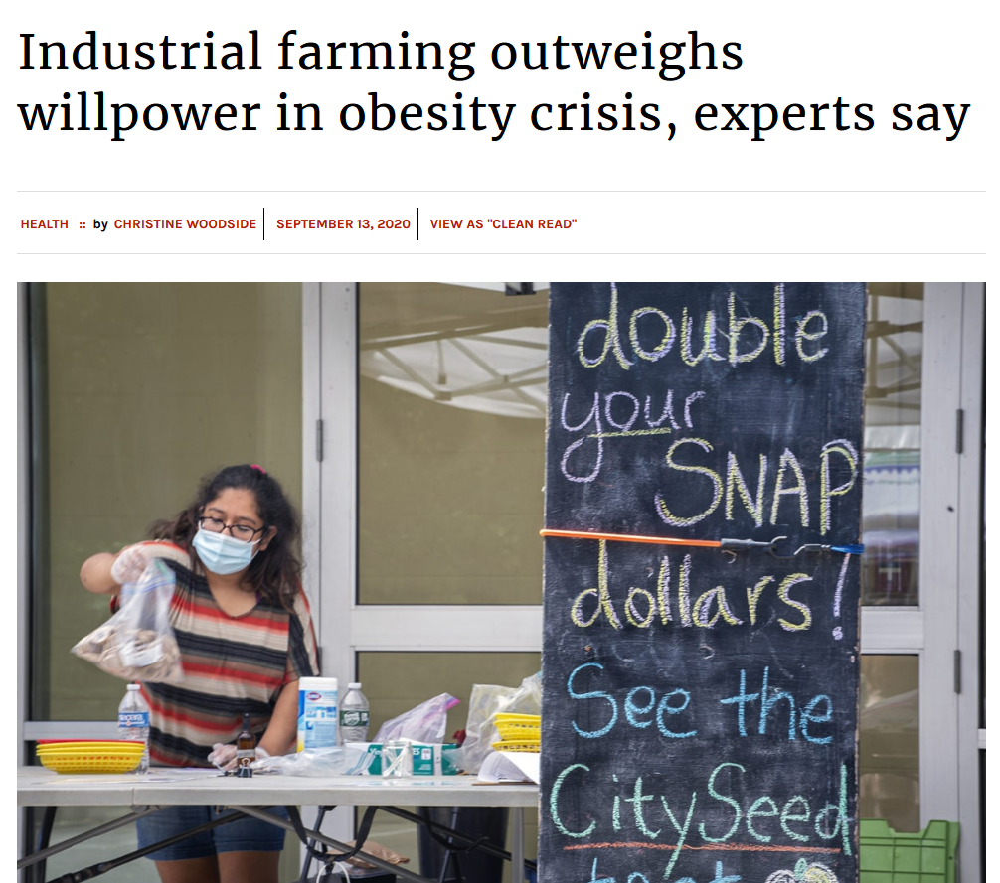 Industrial farming outweighs
willpower in obesity crisis, experts say
HEALTH :: by CHRISTINE WOODSIDE | SEPTEMBER 13, 2020 | VIEW AS "CLEAN READ"
double
your
SNAP
dollars!
See the
CitySeed